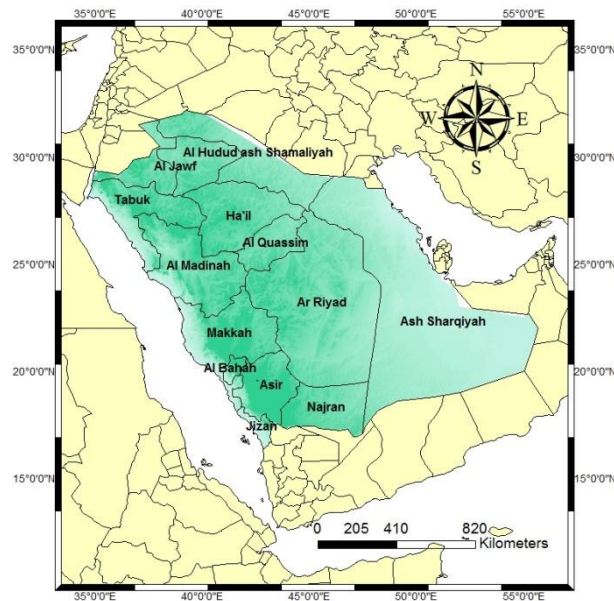 35°0'0"E 40°0'0"E 45°0'0"E 50°0'0"E 55°0'0"E
35°0'0"N
35°0'0"N
N
W E
S
30°0'0"N
30°0'0"N
Al Hudud ash Shamaliyah
Al Jawf
Tabuk
Ha'il
Al Quassim
25°0'0"N
25°0'0"N
Al Madinah
Ar Riyad
Ash Sharqiyah
Makkah
20°0'0"N
20°0'0"N
Al Bahah
'Asir
Najran
Jizan
15°0'0"N
15°0'0"N
0 205 410 820
Kilometers
35°0'0"E 40°0'0"E 45°0'0"E 50°0'0"E 55°0'0"E